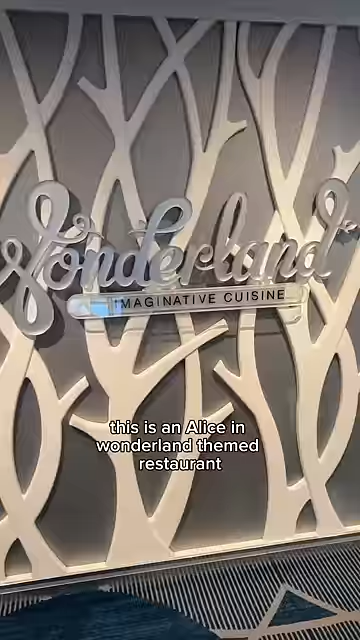 Wonderland
IMAGINATIVE CUISINE
this is an Alice in
wonderland themed
restaurant